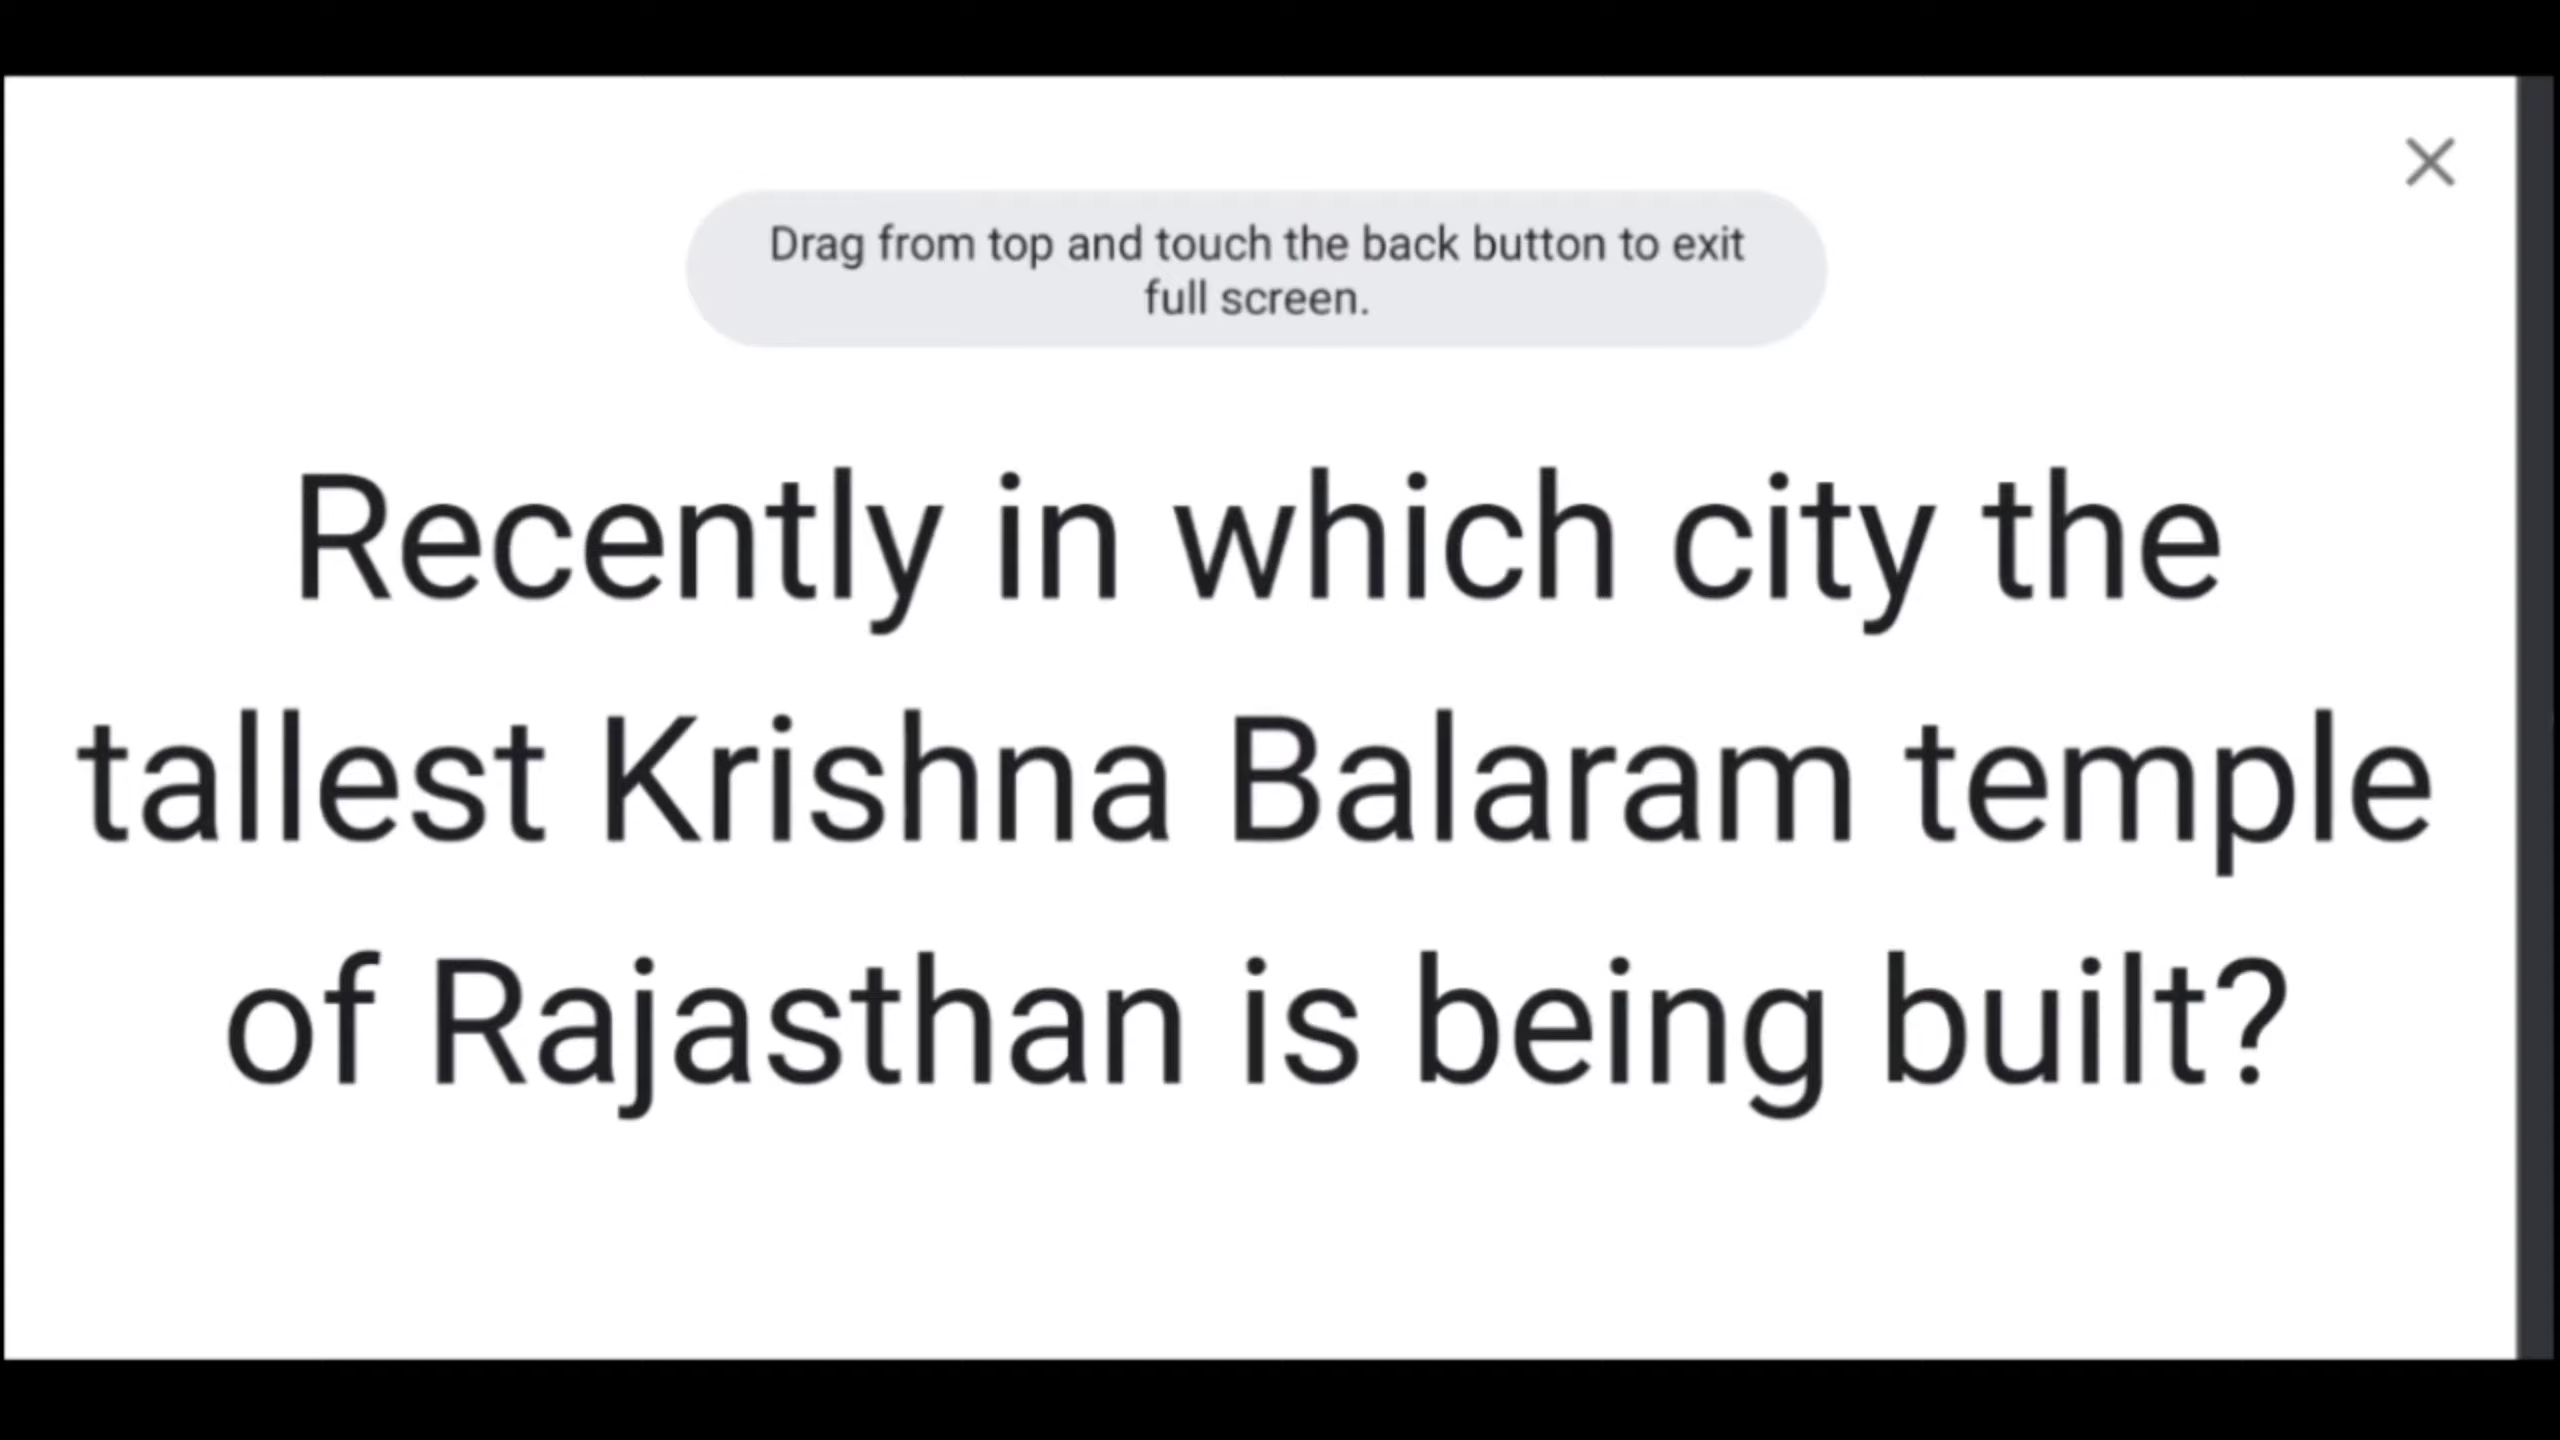 Drag from top and touch the back button to exit
full screen.
Recently in which city the
tallest Krishna Balaram temple
of Rajasthan is being built?